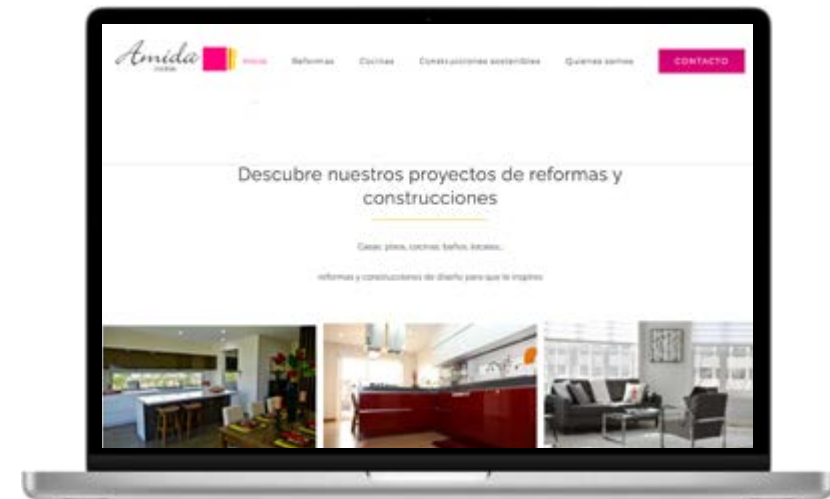 Amida
Inicio
Reformas
Cocinas
Construcciones sostenibles
Quienes somos
CONTACTO
Descubre nuestros proyectos de reformas y
construcciones
Casas, pisos, cocinas, baños, locales...
reformas y construcciones de diseño para que te inspires